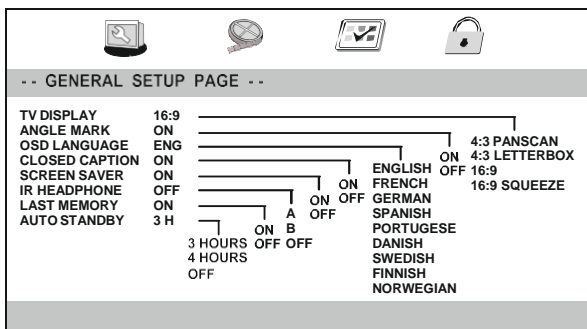 -- GENERAL SETUP PAGE --
TV DISPLAY 16:9
ANGLE MARK ON
OSD LANGUAGE ENG
CLOSED CAPTION ON
SCREEN SAVER ON
IR HEADPHONE OFF
LAST MEMORY ON
AUTO STANDBY 3 H
3 HOURS
4 HOURS
OFF
ON
OFF
A
B
OFF
ON
OFF
ON
OFF
ENGLISH
FRENCH
GERMAN
SPANISH
PORTUGESE
DANISH
SWEDISH
FINNISH
NORWEGIAN
ON
OFF
4:3 PANSCAN
4:3 LETTERBOX
16:9
16:9 SQUEEZE